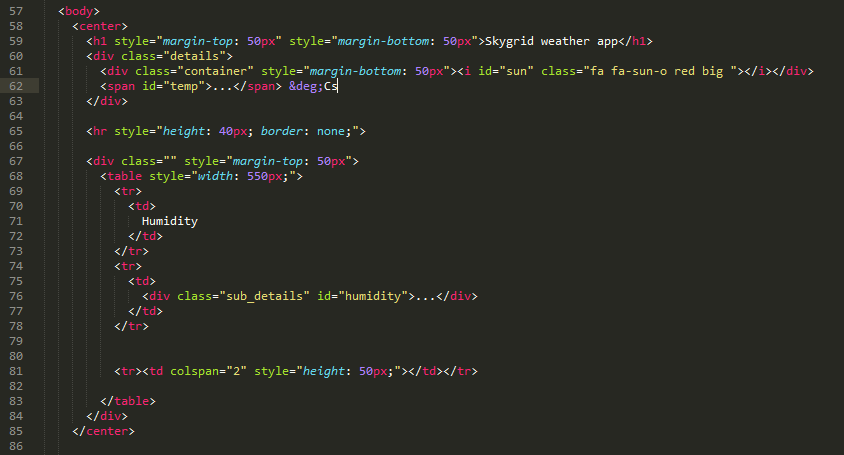 57 <body>
58 <center>
59 <h1 style="margin-top: 50px" style="margin-bottom: 50px">Skygrid weather app</h1>
60 <div class="details">
61 <div class="container" style="margin-bottom: 50px"><i id="sun" class="fa fa-sun-o red big "></i></div>
62 <span id="temp">...</span> &deg;Cs
63 </div>
64
65 <hr style="height: 40px; border: none;">
66
67 <div class="" style="margin-top: 50px">
68 <table style="width: 550px;">
69 <tr>
70 <td>
71 Humidity
72 </td>
73 </tr>
74 <tr>
75 <td>
76 <div class="sub_details" id="humidity">...</div>
77 </td>
78 </tr>
79
80
81 <tr><td colspan="2" style="height: 50px;"></td></tr>
82
83 </table>
84 </div>
85 </center>
86